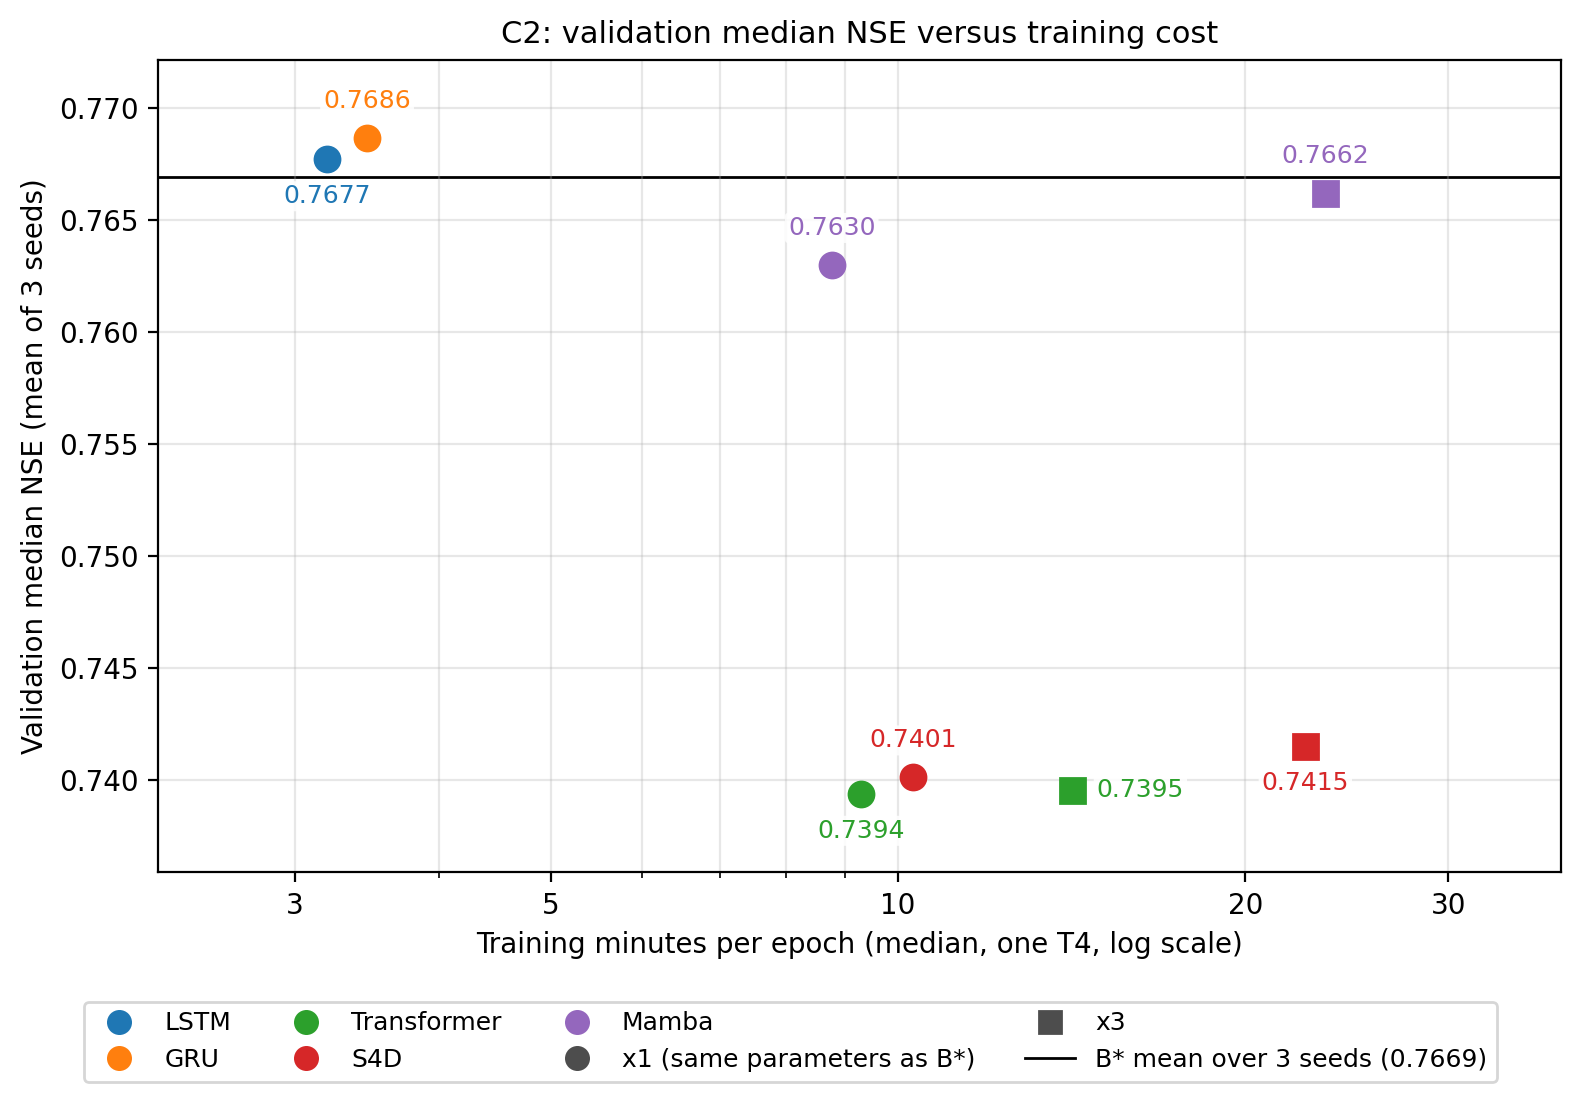 C2: validation median NSE versus training cost
0.770
0.765
0.760
0.755
0.750
0.745
0.740
Validation median NSE (mean of 3 seeds)
0.7686
0.7677
0.7662
0.7630
0.7401
0.7394
0.7395
0.7415
3
5
10
20
30
Training minutes per epoch (median, one T4, log scale)
LSTM
GRU
Transformer
S4D
Mamba
x1 (same parameters as B*)
x3
B* mean over 3 seeds (0.7669)